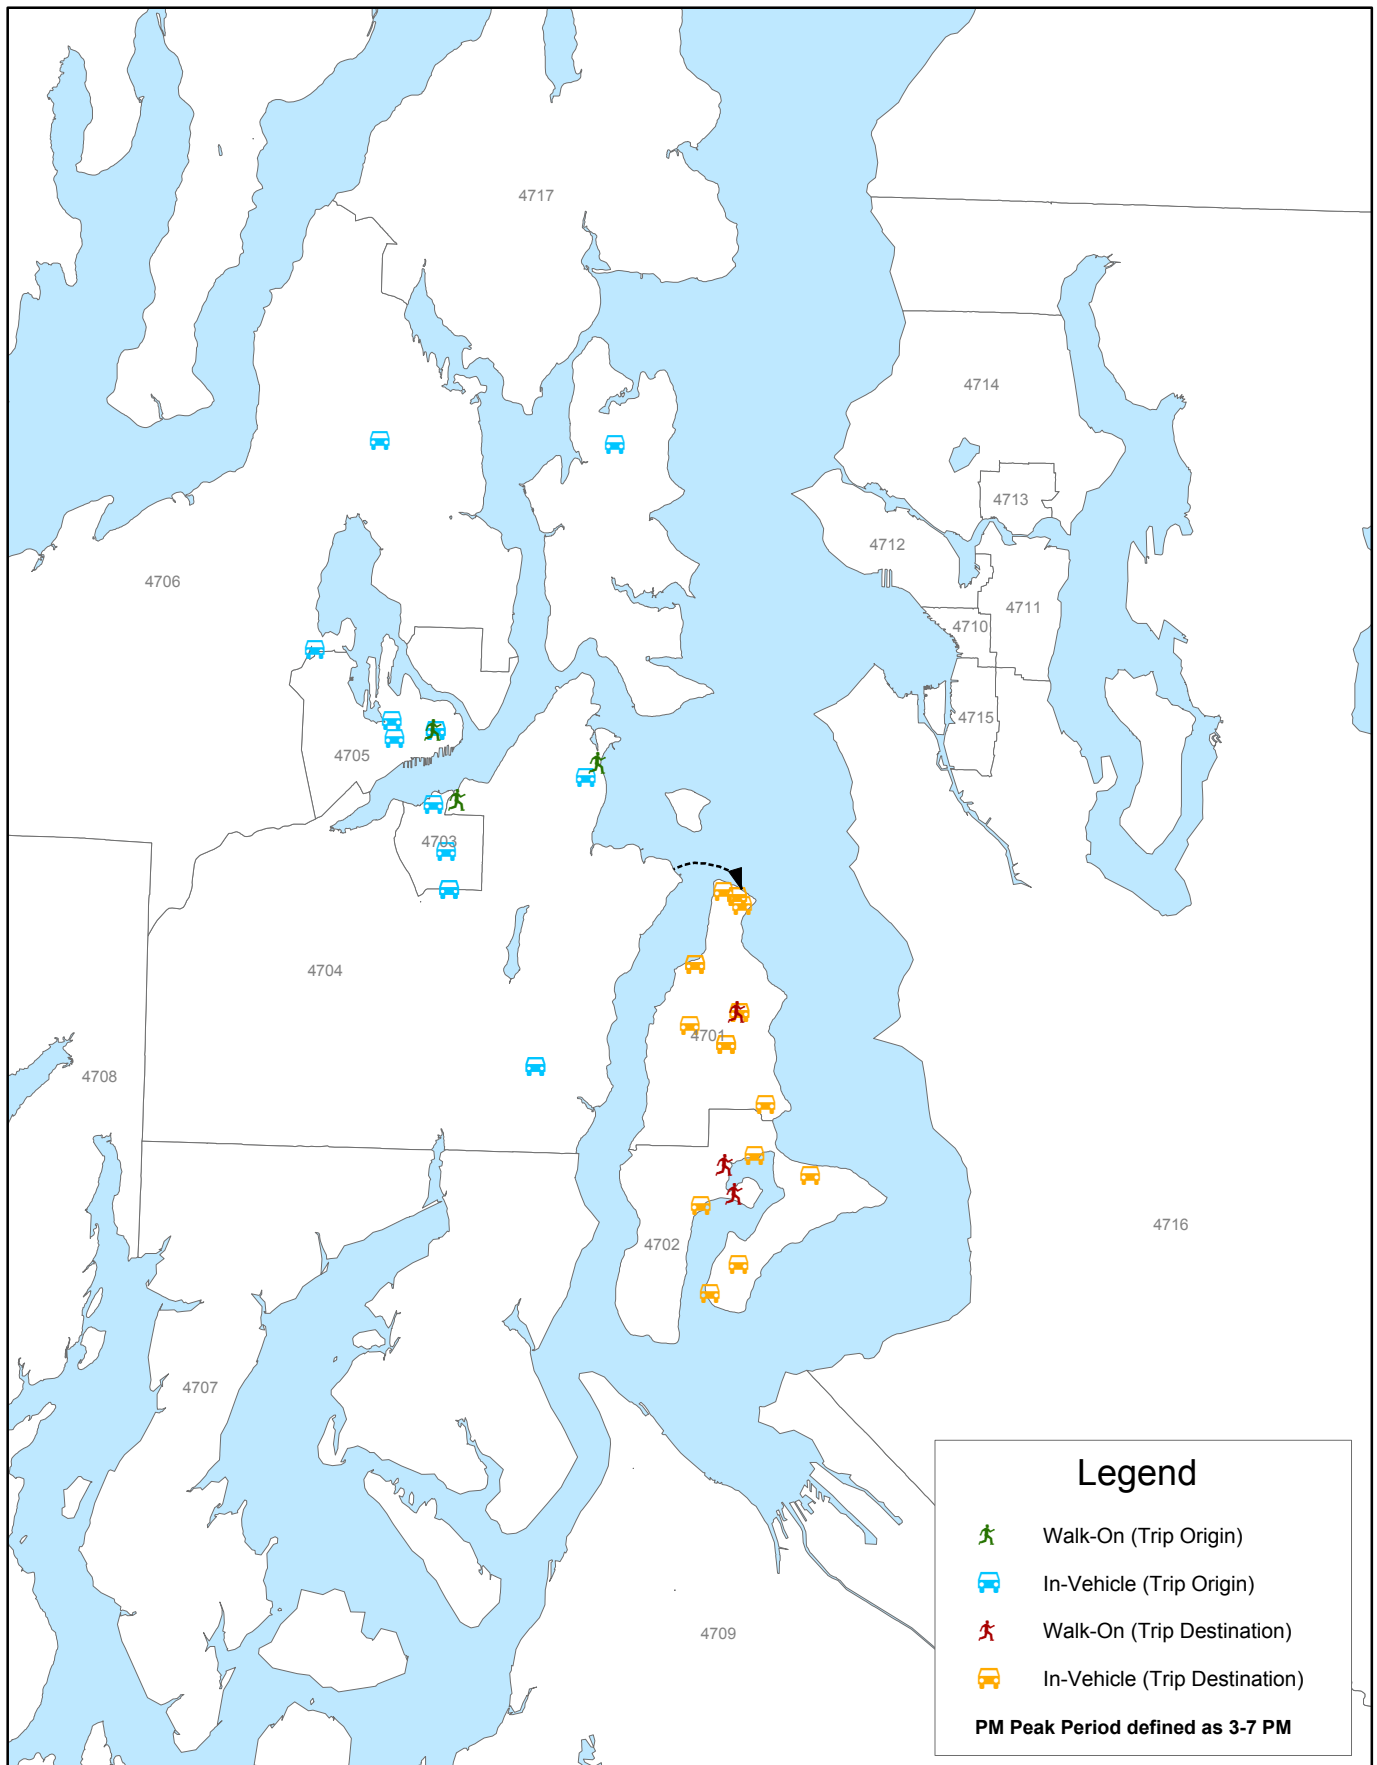 4717
4714
4713
4712
4706
4711
4710
4715
4705
4703
4704
4701
4708
4716
4702
4707
4709
Legend
Walk-On (Trip Origin)
In-Vehicle (Trip Origin)
Walk-On (Trip Destination)
In-Vehicle (Trip Destination)
PM Peak Period defined as 3-7 PM